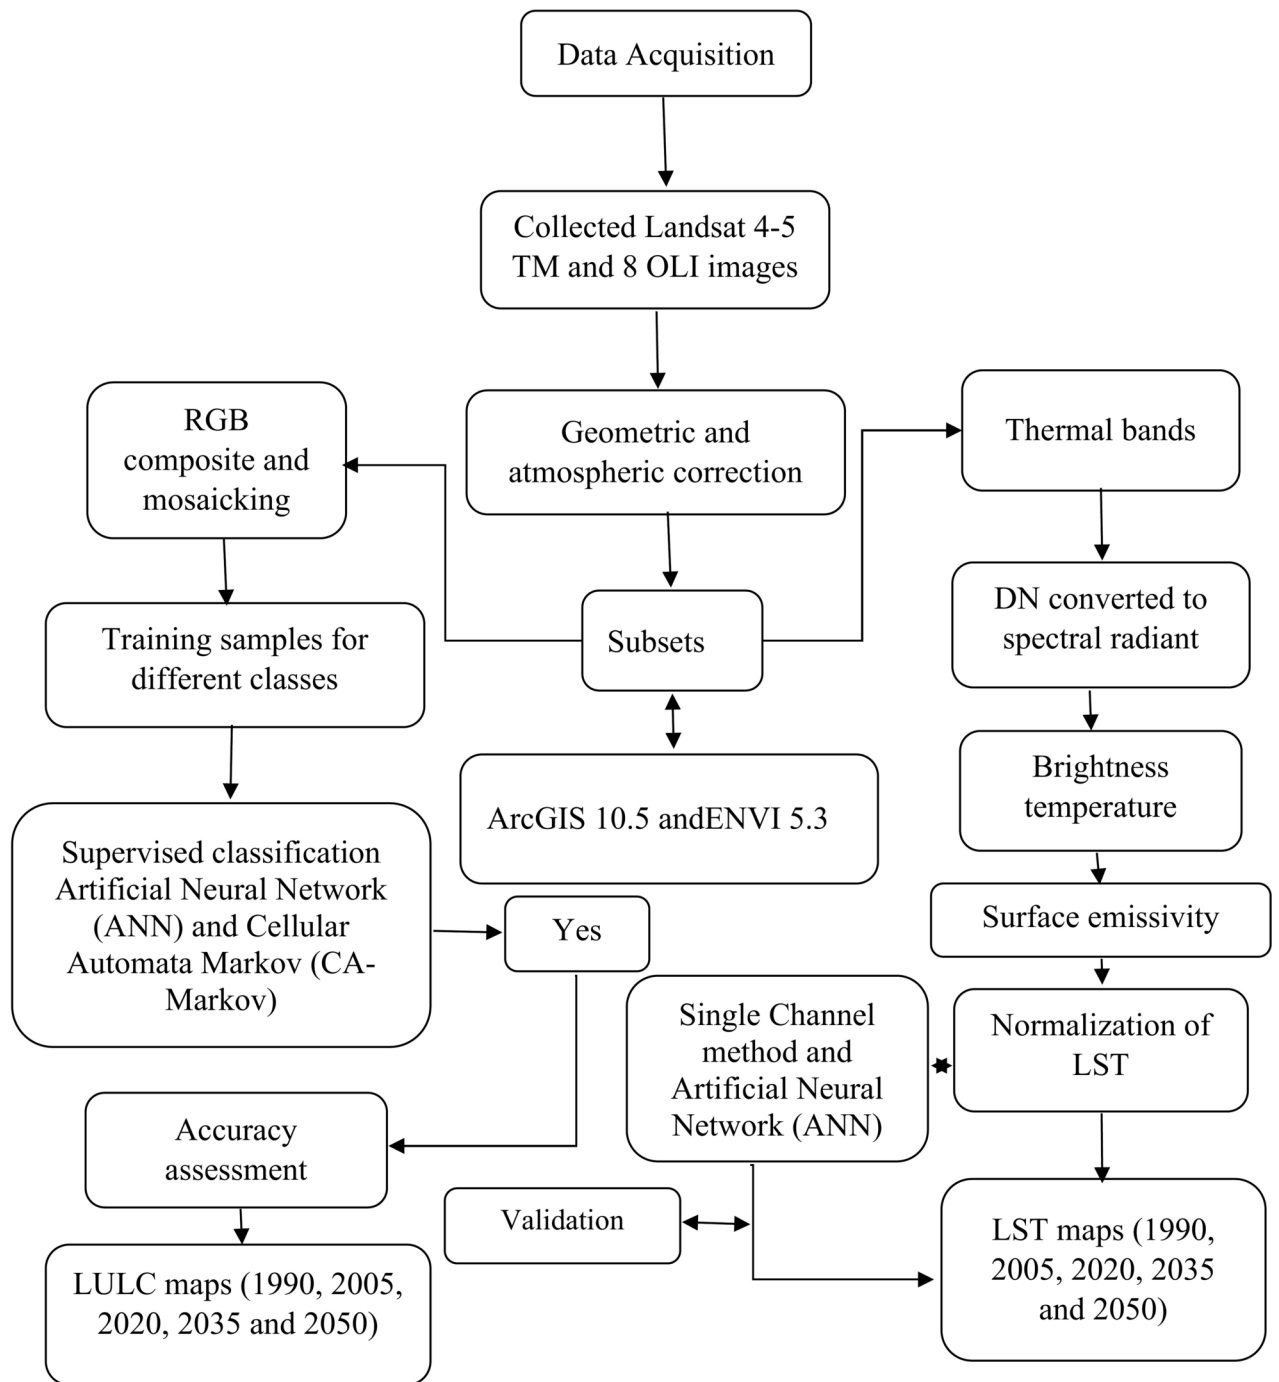 Data Acquisition
Collected Landsat 4-5
TM and 8 OLI images
Geometric and
atmospheric correction
RGB
composite and
mosaicking
Thermal bands
Subsets
Training samples for
different classes
DN converted to
spectral radiant
ArcGIS 10.5 andENVI 5.3
Brightness
temperature
Supervised classification
Artificial Neural Network
(ANN) and Cellular
Automata Markov (CA-
Markov)
Yes
Surface emissivity
Single Channel
method and
Artificial Neural
Network (ANN)
Normalization of
LST
Accuracy
assessment
Validation
LULC maps (1990, 2005,
2020, 2035 and 2050)
LST maps (1990,
2005, 2020, 2035
and 2050)